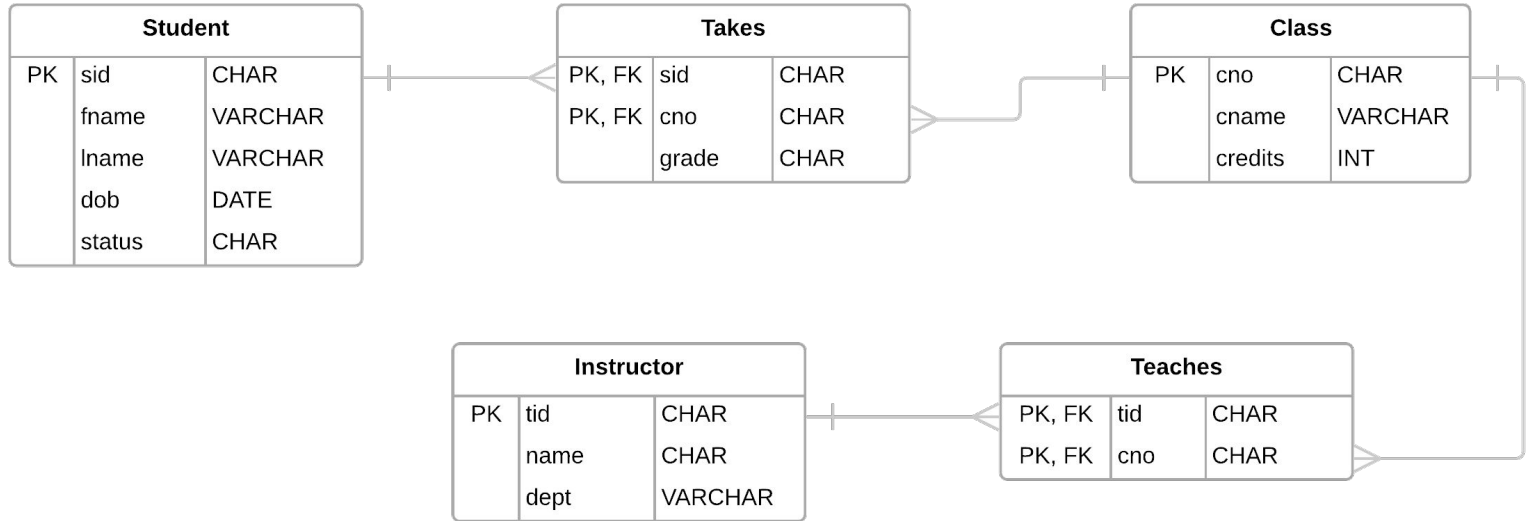 Student
PK sid CHAR
fname VARCHAR
lname VARCHAR
dob DATE
status CHAR
Takes
PK, FK sid CHAR
PK, FK cno CHAR
grade CHAR
Class
PK cno CHAR
cname VARCHAR
credits INT
Instructor
PK tid CHAR
name CHAR
dept VARCHAR
Teaches
PK, FK tid CHAR
PK, FK cno CHAR